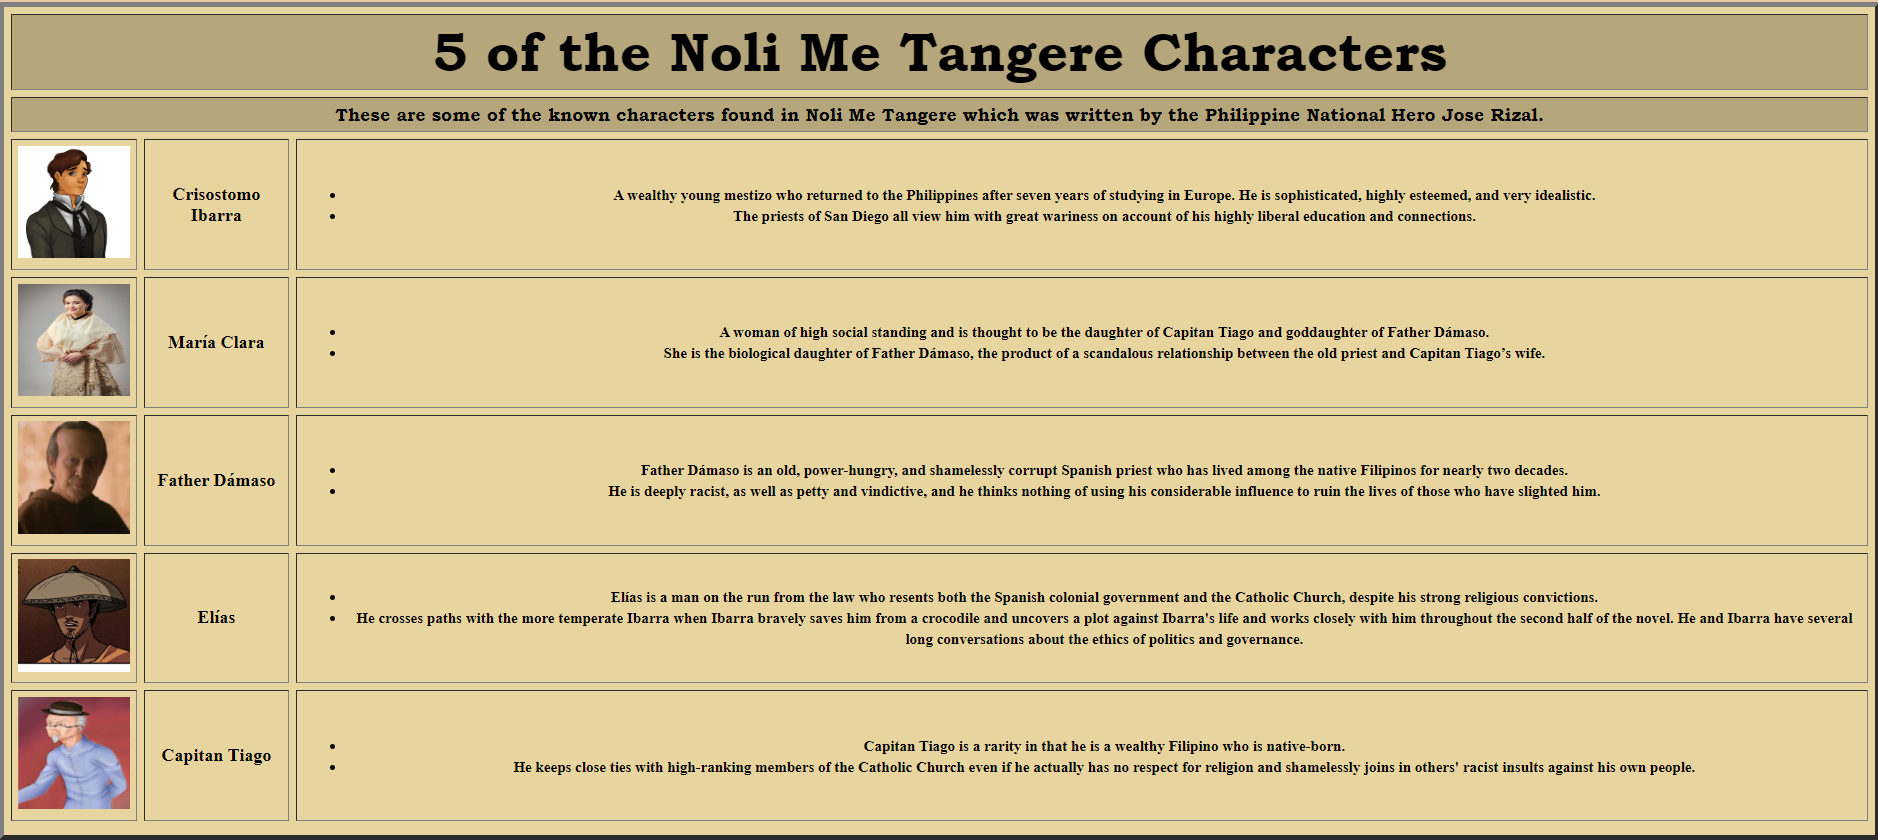 5 of the Noli Me Tangere Characters
These are some of the known characters found in Noli Me Tangere which was written by the Philippine National Hero Jose Rizal.
Crisostomo
Ibarra
A wealthy young mestizo who returned to the Philippines after seven years of studying in Europe. He is sophisticated, highly esteemed, and very idealistic.
The priests of San Diego all view him with great wariness on account of his highly liberal education and connections.
María Clara
A woman of high social standing and is thought to be the daughter of Capitan Tiago and goddaughter of Father Dámaso.
She is the biological daughter of Father Dámaso, the product of a scandalous relationship between the old priest and Capitan Tiago’s wife.
Father Dámaso
Father Dámaso is an old, power-hungry, and shamelessly corrupt Spanish priest who has lived among the native Filipinos for nearly two decades.
He is deeply racist, as well as petty and vindictive, and he thinks nothing of using his considerable influence to ruin the lives of those who have slighted him.
Elías
Elías is a man on the run from the law who resents both the Spanish colonial government and the Catholic Church, despite his strong religious convictions.
He crosses paths with the more temperate Ibarra when Ibarra bravely saves him from a crocodile and uncovers a plot against Ibarra's life and works closely with him throughout the second half of the novel. He and Ibarra have several
long conversations about the ethics of politics and governance.
Capitan Tiago
Capitan Tiago is a rarity in that he is a wealthy Filipino who is native-born.
He keeps close ties with high-ranking members of the Catholic Church even if he actually has no respect for religion and shamelessly joins in others' racist insults against his own people.